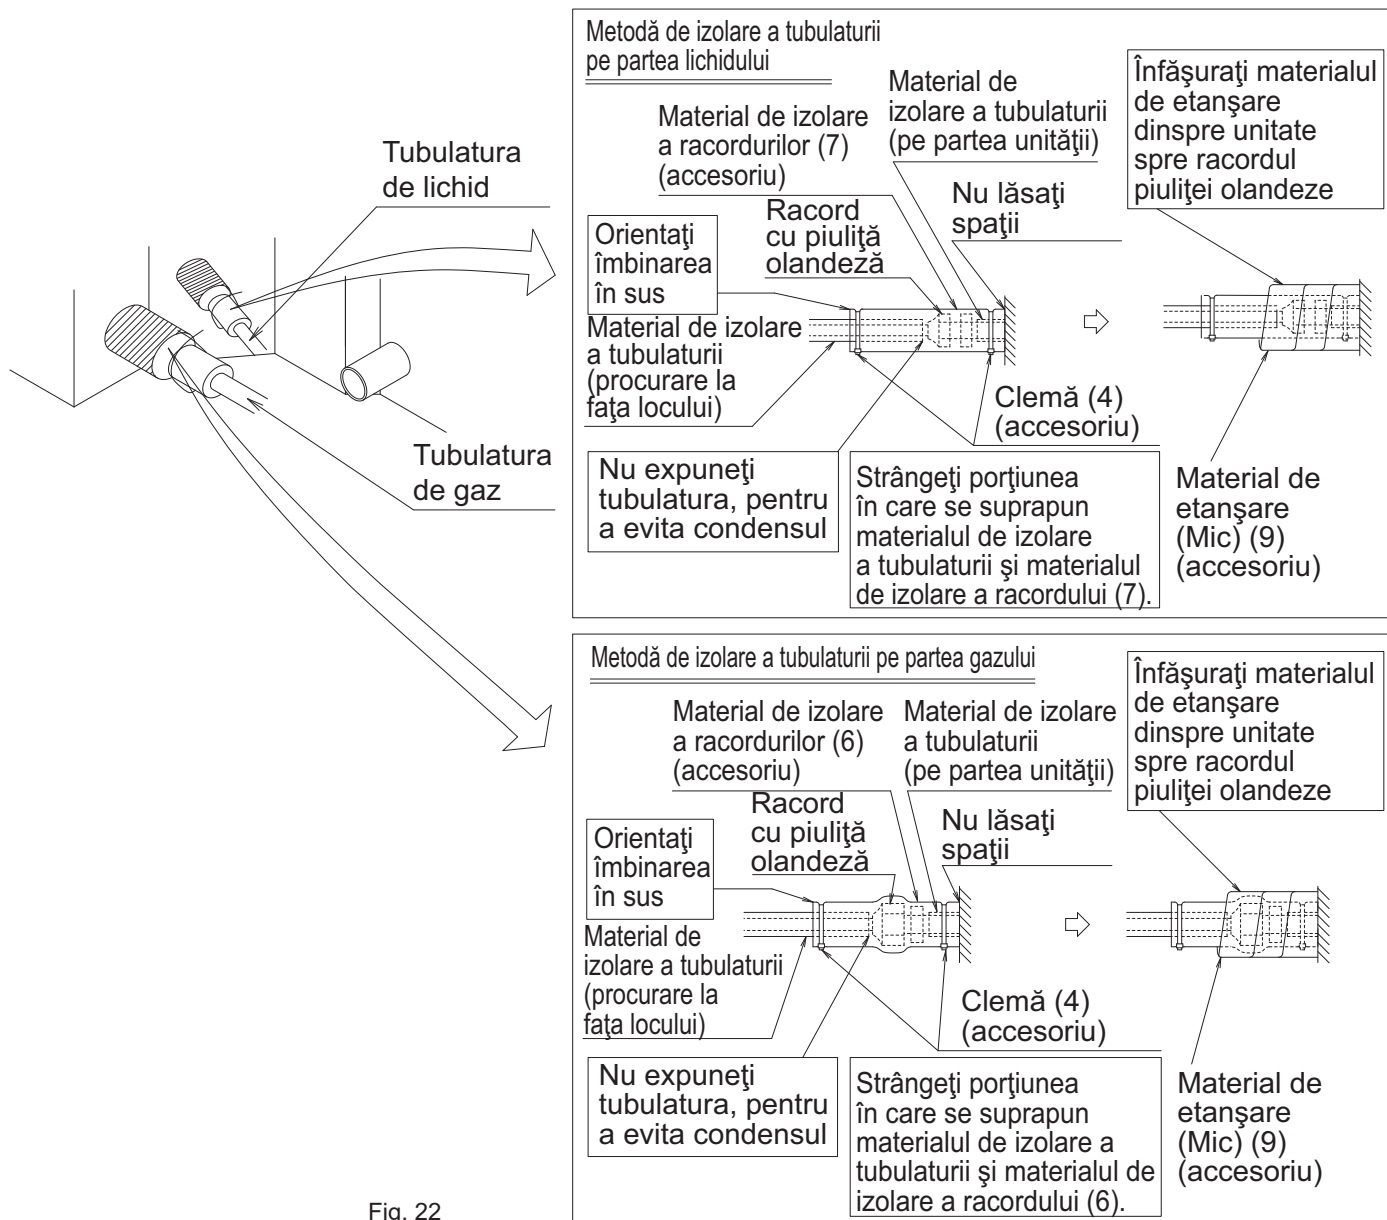 Tubulatura
de lichid
Tubulatura
de gaz
Metodă de izolare a tubulaturii
pe partea lichidului
Material de izolare
a racordurilor (7)
(accesoriu)
Material de
izolare a tubulaturii
(pe partea unităţii)
Înfăşuraţi materialul
de etanşare
dinspre unitate
spre racordul
piuliţei olandeze
Nu lăsaţi
spaţii
Racord
cu piuliţă
olandeză
Orientaţi
îmbinarea
în sus
Material de izolare
a tubulaturii
(procurare la
faţa locului)
Clemă (4)
(accesoriu)
Nu expuneţi
tubulatura, pentru
a evita condensul
Strângeţi porţiunea
în care se suprapun
materialul de izolare
a tubulaturii şi materialul
de izolare a racordului (7).
Material de
etanşare
(Mic) (9)
(accesoriu)
Metodă de izolare a tubulaturii pe partea gazului
Material de izolare
a racordurilor (6)
(accesoriu)
Material de izolare
a tubulaturii
(pe partea unităţii)
Înfăşuraţi materialul
de etanşare
dinspre unitate
spre racordul
piuliţei olandeze
Racord
cu piuliţă
olandeză
Nu lăsaţi
spaţii
Orientaţi
îmbinarea
în sus
Material de
izolare a tubulaturii
(procurare la
faţa locului)
Clemă (4)
(accesoriu)
Nu expuneţi
tubulatura, pentru
a evita condensul
Strângeţi porţiunea
în care se suprapun
materialul de izolare a
tubulaturii şi materialul de
izolare a racordului (6).
Material de
etanşare
(Mic) (9)
(accesoriu)
Fig. 22